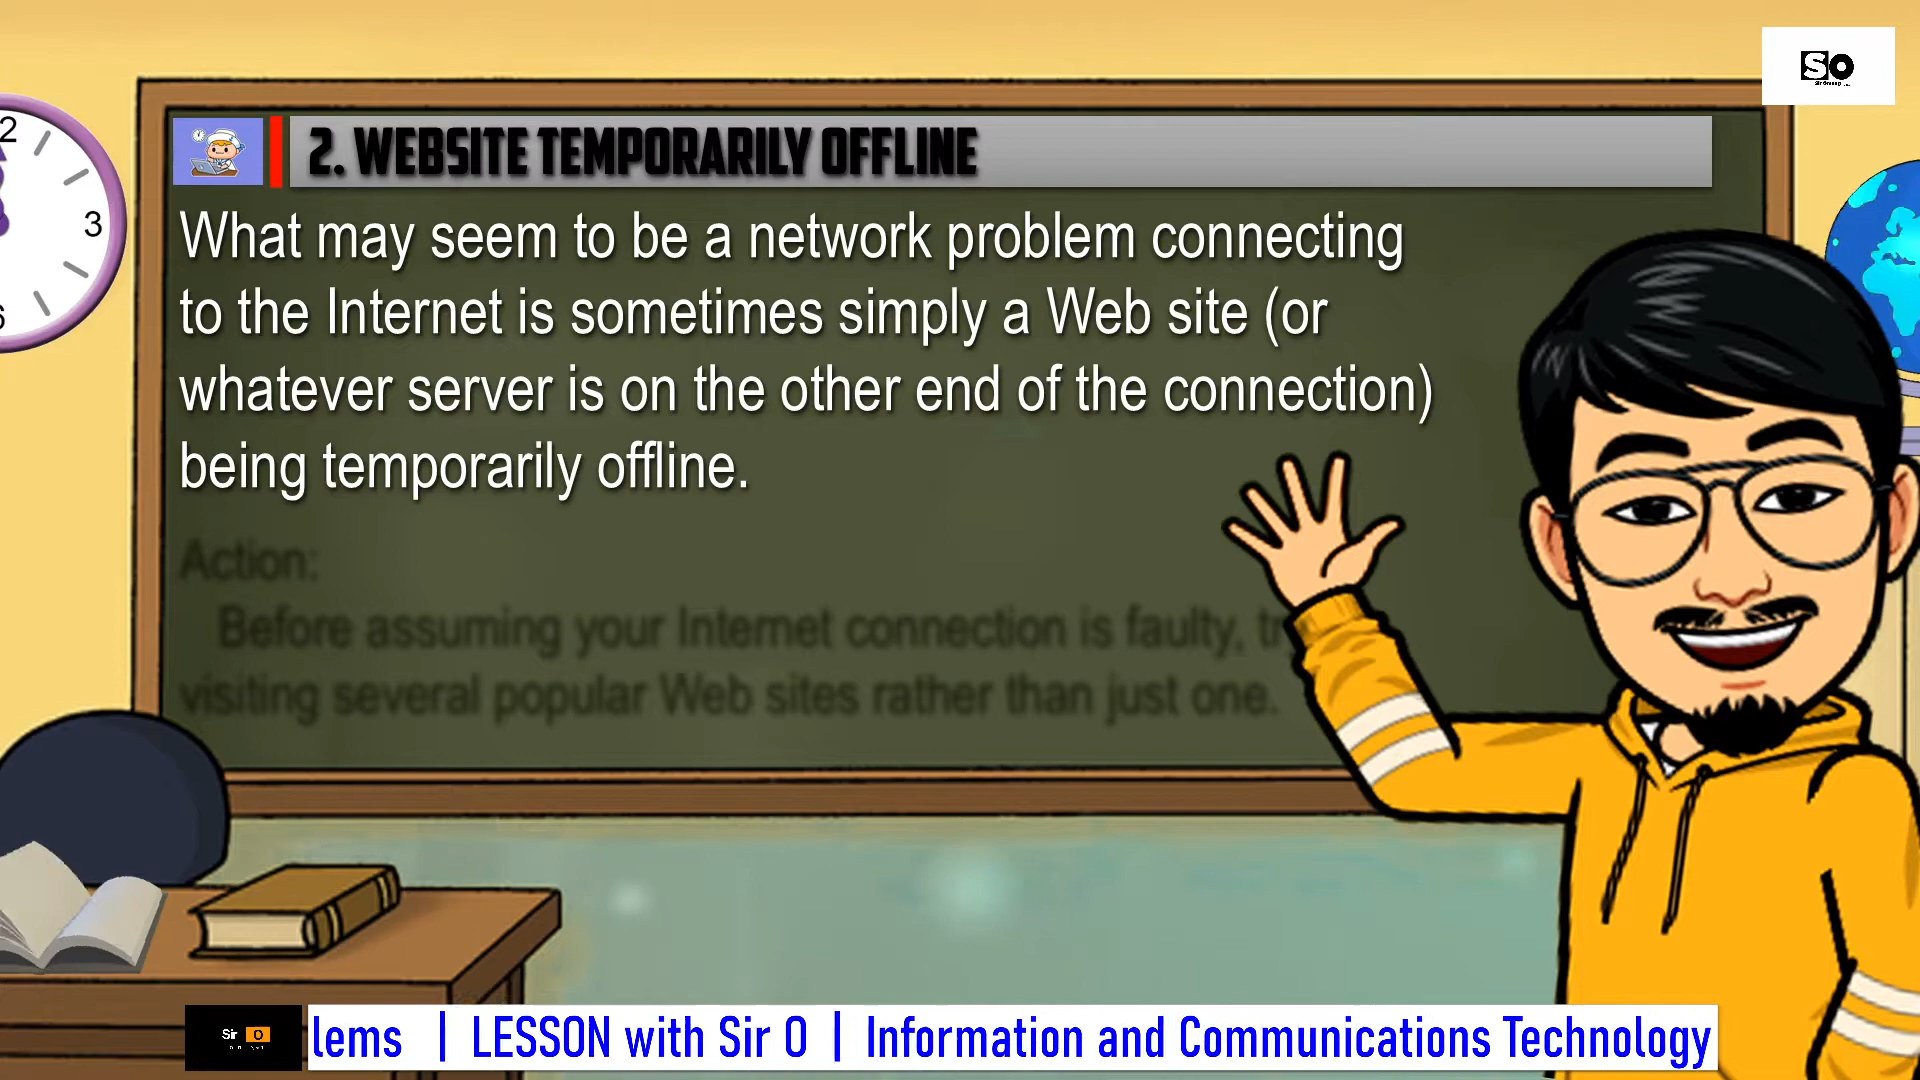 SO
2
3
2. WEBSITE TEMPORARILY OFFLINE
What may seem to be a network problem connecting
to the Internet is sometimes simply a Web site (or
whatever server is on the other end of the connection)
being temporarily offline.
Action:
Before assuming your Internet connection is faulty,
visiting several popular Web sites rather than just one.
Sir O
lems | LESSON with Sir O | Information and Communications Technology